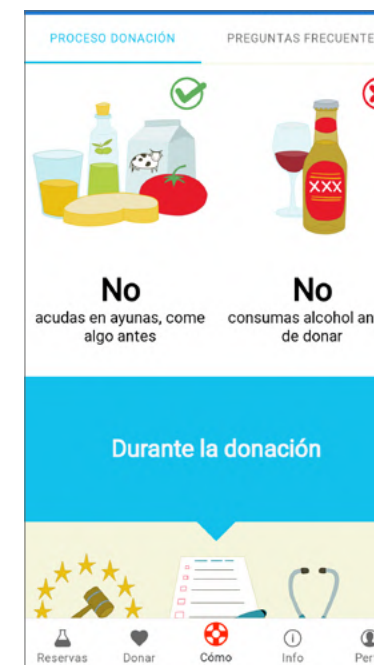 PROCESO DONACIÓN
PREGUNTAS FRECUENTE
XXX
No
acudas en ayunas, come
algo antes
No
consumas alcohol an
de donar
Durante la donación
Reservas
Donar
Cómo
Info
Per